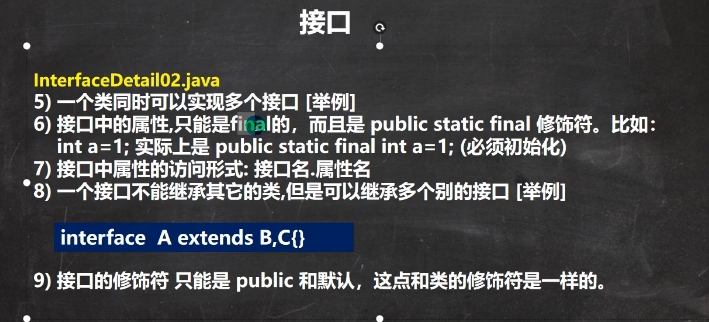 接口
InterfaceDetail02.java
5) 一个类同时可以实现多个接口 [举例]
6) 接口中的属性,只能是final的，而且是 public static final 修饰符。比如：
int a=1; 实际上是 public static final int a=1; (必须初始化)
7) 接口中属性的访问形式: 接口名.属性名
8) 一个接口不能继承其它的类,但是可以继承多个别的接口 [举例]
interface A extends B,C{}
9) 接口的修饰符 只能是 public 和默认，这点和类的修饰符是一样的。